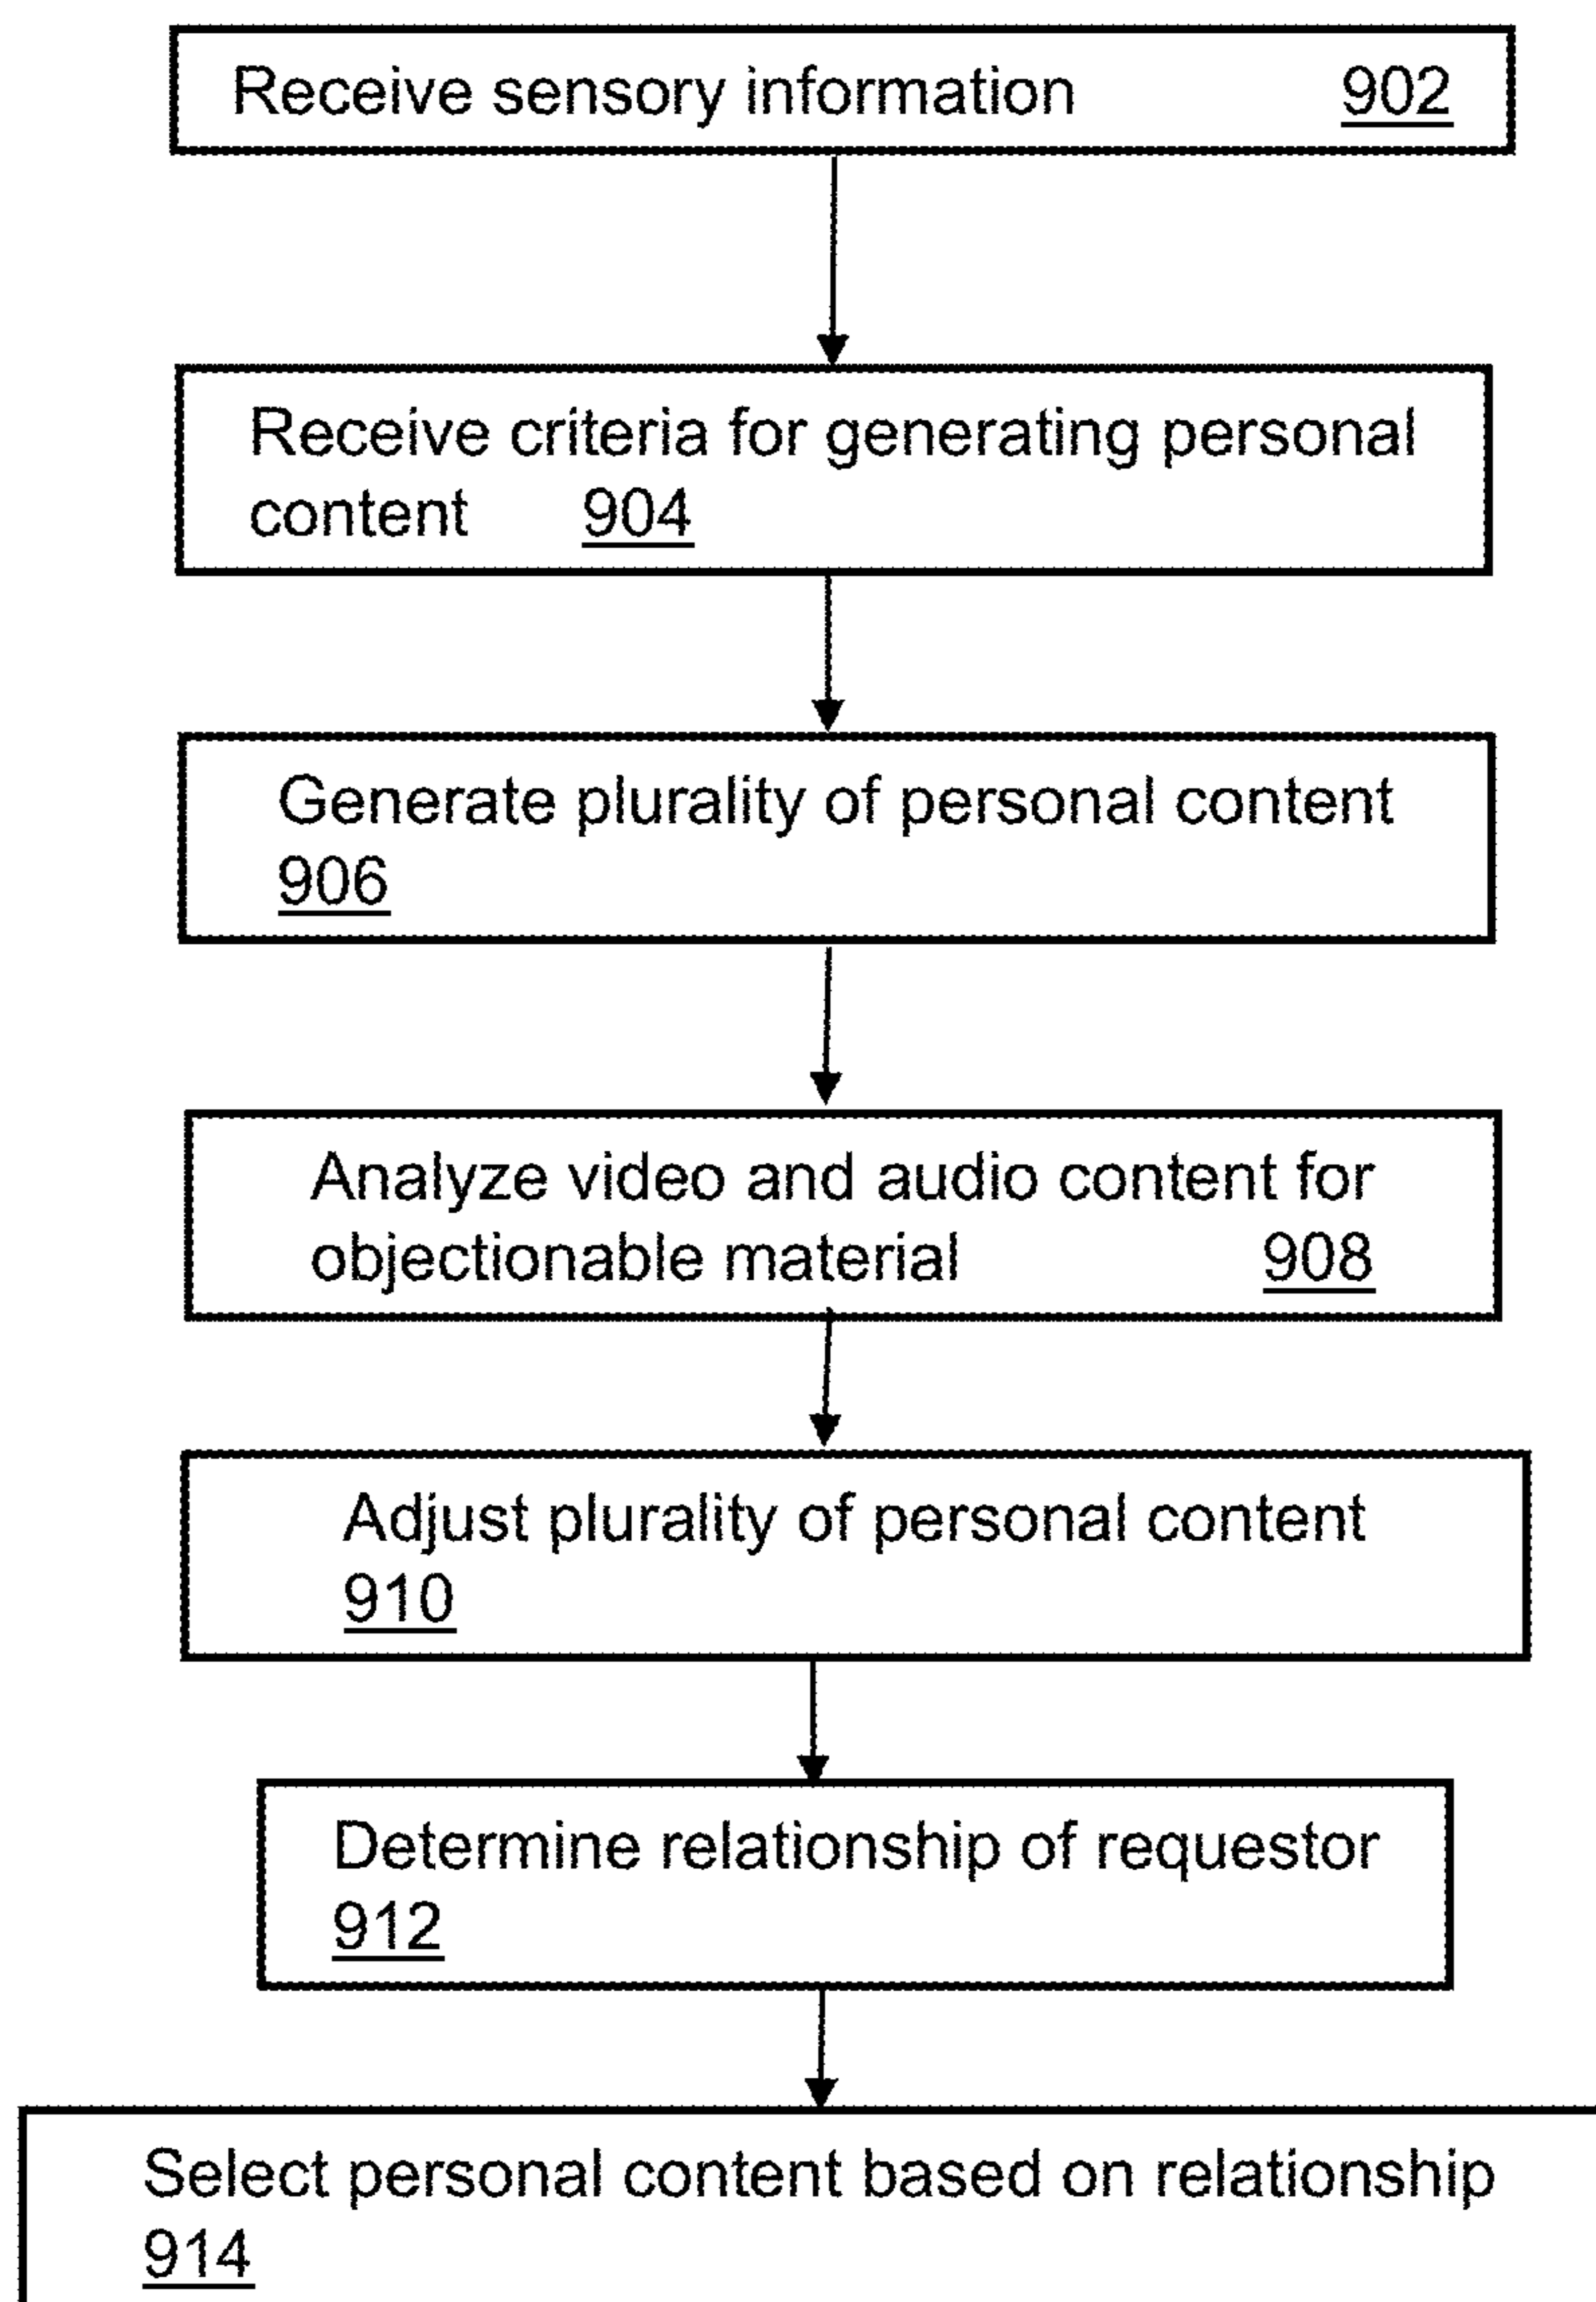 Receive sensory information 902
Receive criteria for generating personal
content 904
Generate plurality of personal content
906
Analyze video and audio content for
objectionable material 908
Adjust plurality of personal content
910
Determine relationship of requestor
912
Select personal content based on relationship
914